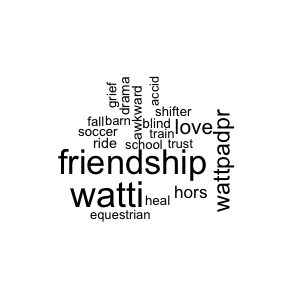 grief
drama
awkward
accid
shifter
fall
barn
blind
love
soccer
train
wattpadpr
ride
school
trust
friendship
watti
heal
hors
equestrian